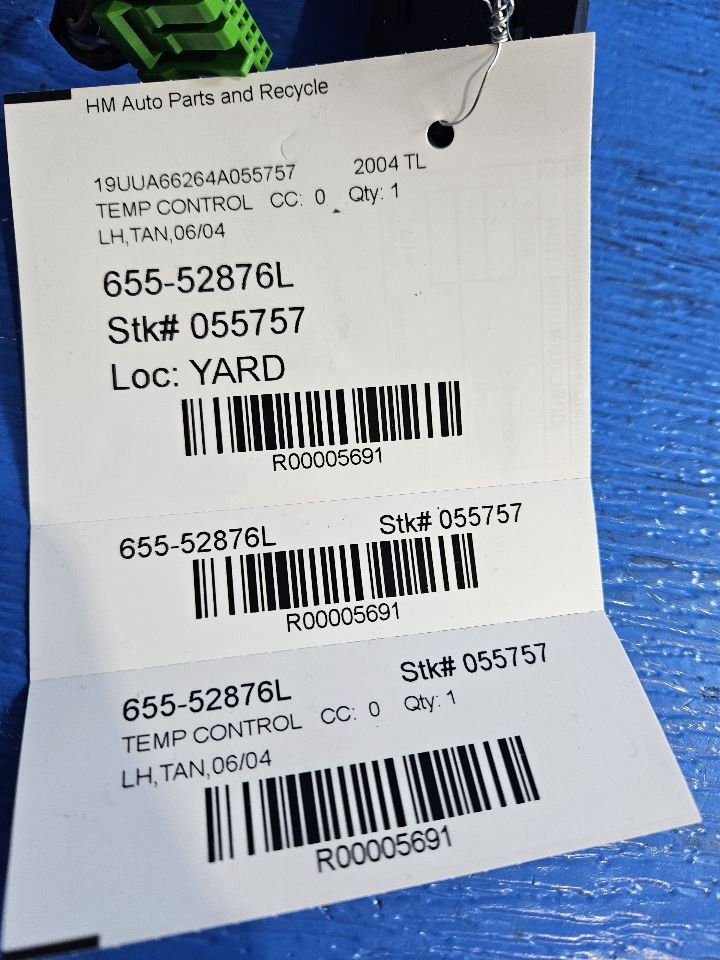 HM Auto Parts and Recycle
19UUA66264A055757 2004 TL
TEMP CONTROL CC: 0 Qty: 1
LH,TAN,06/04
655-52876L
Stk# 055757
Loc: YARD
R00005691
655-52876L Stk# 055757
R00005691
655-52876L Stk# 055757
TEMP CONTROL CC: 0 Qty: 1
LH,TAN,06/04
R00005691